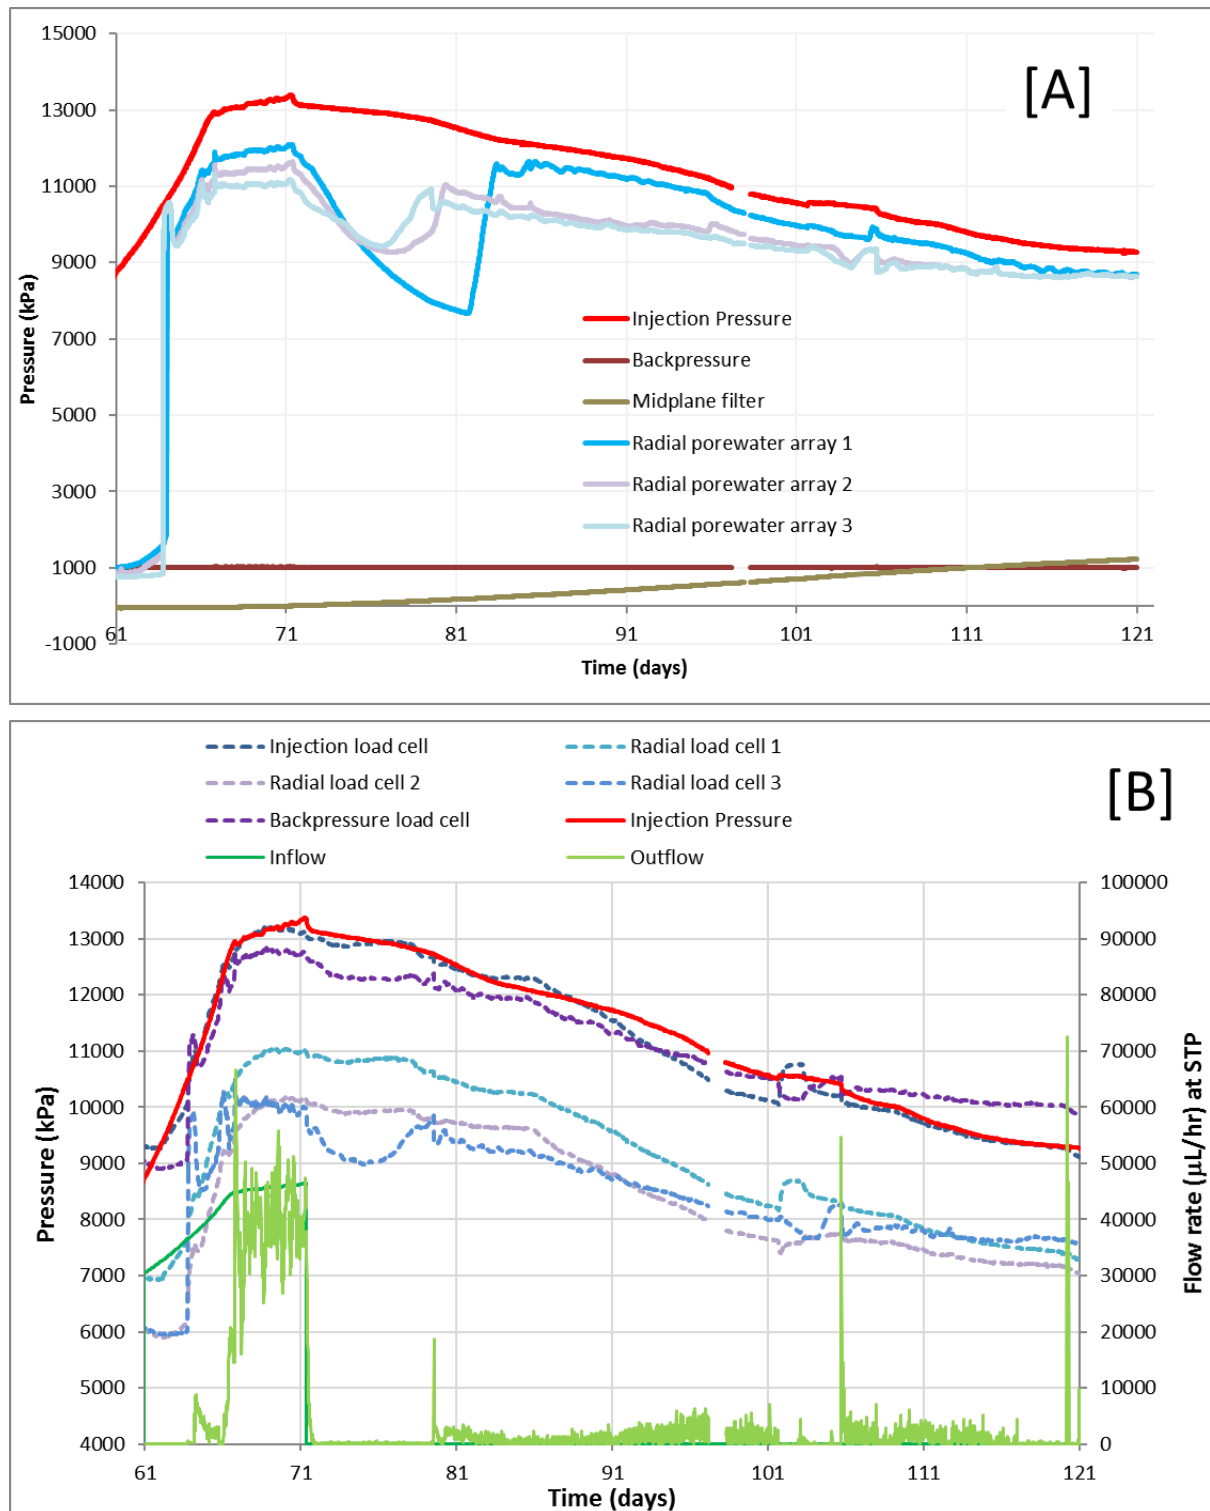 [A]
15000
13000
11000
9000
7000
5000
3000
1000
-1000
Pressure (kPa)
Injection Pressure
Backpressure
Midplane filter
Radial porewater array 1
Radial porewater array 2
Radial porewater array 3
61 71 81 91 101 111 121
Time (days)
[B]
Injection load cell Radial load cell 1
Radial load cell 2 Radial load cell 3
Backpressure load cell Injection Pressure
Inflow Outflow
14000 100000
13000 90000
12000 80000
11000 70000
10000 60000
9000 50000
8000 40000
7000 30000
6000 20000
5000 10000
4000 0
Pressure (kPa)
Flow rate (µL/hr) at STP
61 71 81 91 101 111 121
Time (days)